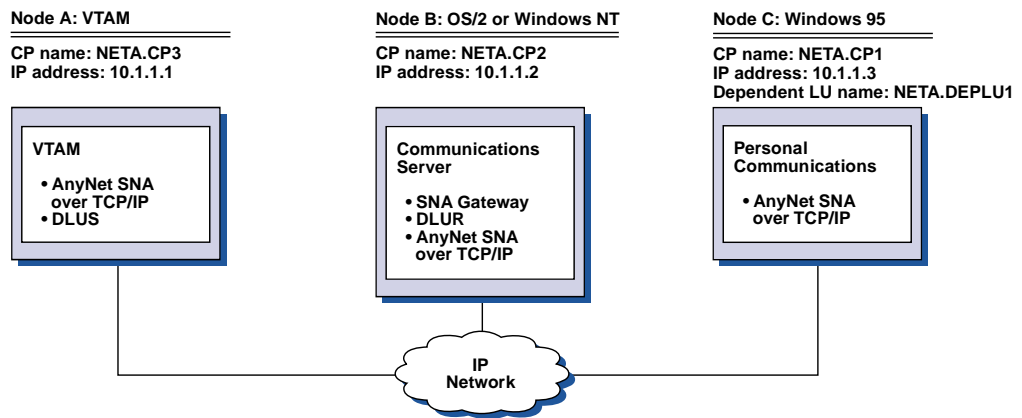 Node A: VTAM
CP name: NETA.CP3
IP address: 10.1.1.1
VTAM
• AnyNet SNA
over TCP/IP
• DLUS
Node B: OS/2 or Windows NT
CP name: NETA.CP2
IP address: 10.1.1.2
Communications
Server
• SNA Gateway
• DLUR
• AnyNet SNA
over TCP/IP
Node C: Windows 95
CP name: NETA.CP1
IP address: 10.1.1.3
Dependent LU name: NETA.DEPLU1
Personal
Communications
• AnyNet SNA
over TCP/IP
IP
Network